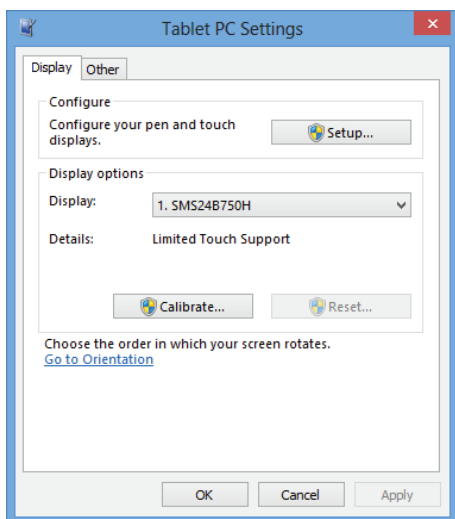 Tablet PC Settings
Display Other
Configure
Configure your pen and touch
displays.
Setup...
Display options
Display: 1. SMS24B750H
Details: Limited Touch Support
Calibrate... Reset...
Choose the order in which your screen rotates.
Go to Orientation
OK Cancel Apply